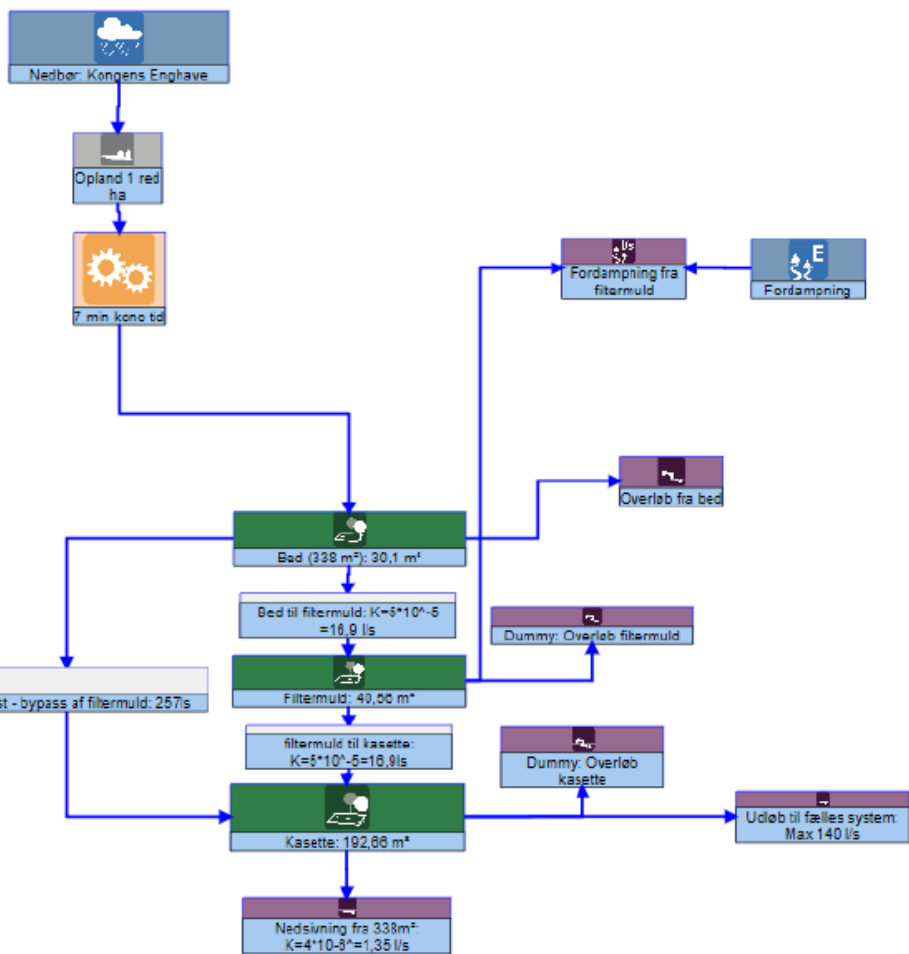 Nedbør: Kongens Enghave
Opland 1 red
ha
7 min konc tid
l/s
Fordampning fra
filtermuld
E
Fordampning
Overløb fra bed
Bed (338 m²): 30,1 m³
Bed til filtermuld: K=5*10^-5
=16,9 l/s
Dummy: Overløb filtermuld
Filtermuld: 40,56 m³
st - bypass af filtermuld: 257ls
filtermuld til kasette:
K=5*10^-5=16,9l/s
Dummy: Overløb
kasette
Udløb til fælles system:
Max 140 l/s
Kasette: 192,66 m³
Nedsivning fra 338m²:
K=4*10-6^=1,35 l/s